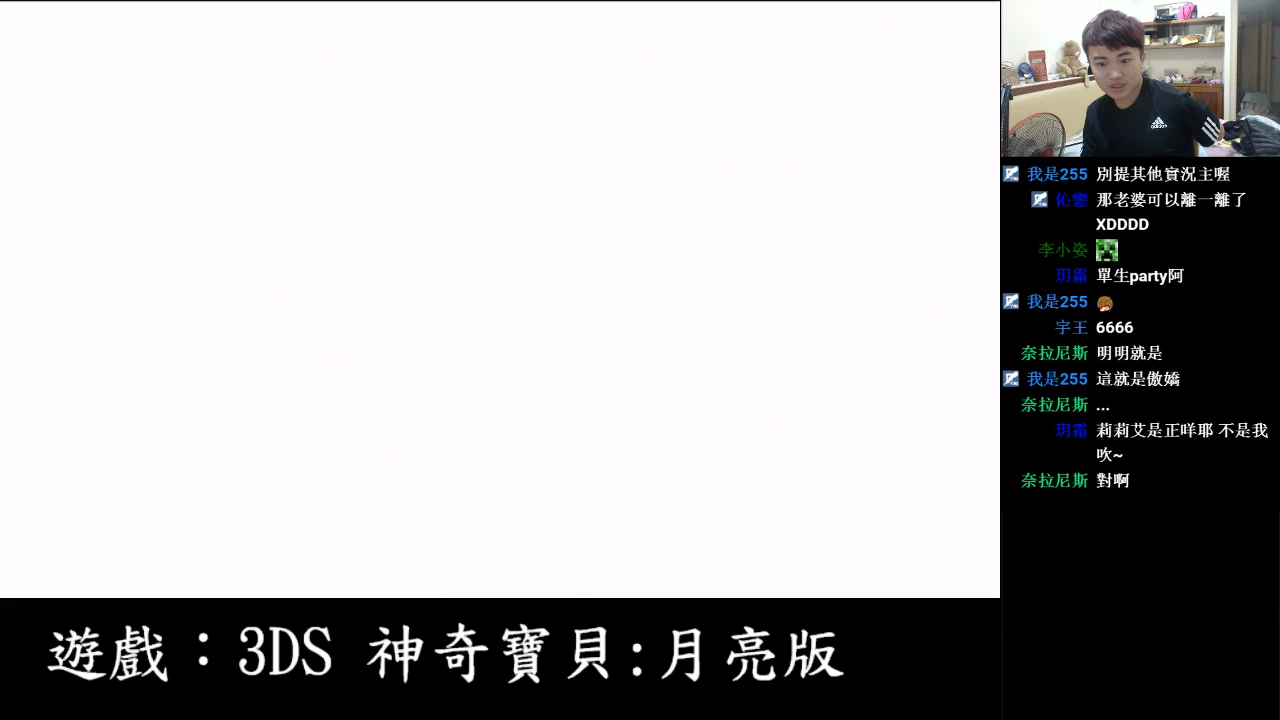 adidas
我是255 別提其他實況主喔
伈戀 那老婆可以離一離了
XDDDD
李小姿
玥霜 單生party阿
我是255
宇王 6666
奈拉尼斯 明明就是
我是255 這就是傲嬌
奈拉尼斯 ...
玥霜 莉莉艾是正咩耶 不是我
吹~
奈拉尼斯 對啊
遊戲：3DS 神奇寶貝:月亮版